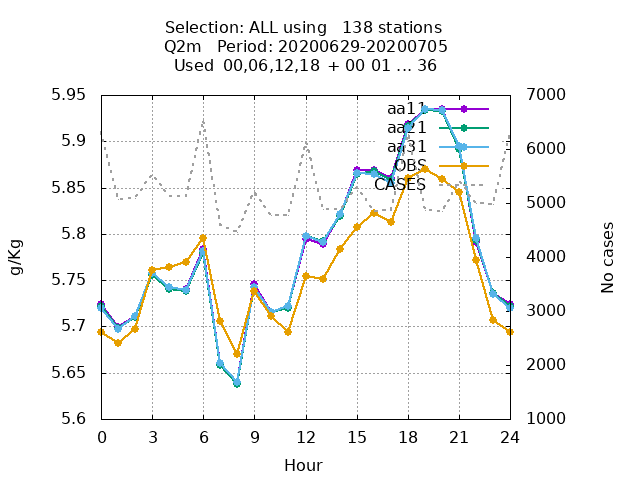 Selection: ALL using   138 stations
Q2m   Period: 20200629-20200705
Used  00,06,12,18 + 00 01 ... 36
5.95
5.9
5.85
5.8
5.75
5.7
5.65
5.6
g/Kg
7000
6000
5000
4000
3000
2000
1000
No cases
aa11
aa21
aa31
OBS
CASES
0 3 6 9 12 15 18 21 24
Hour